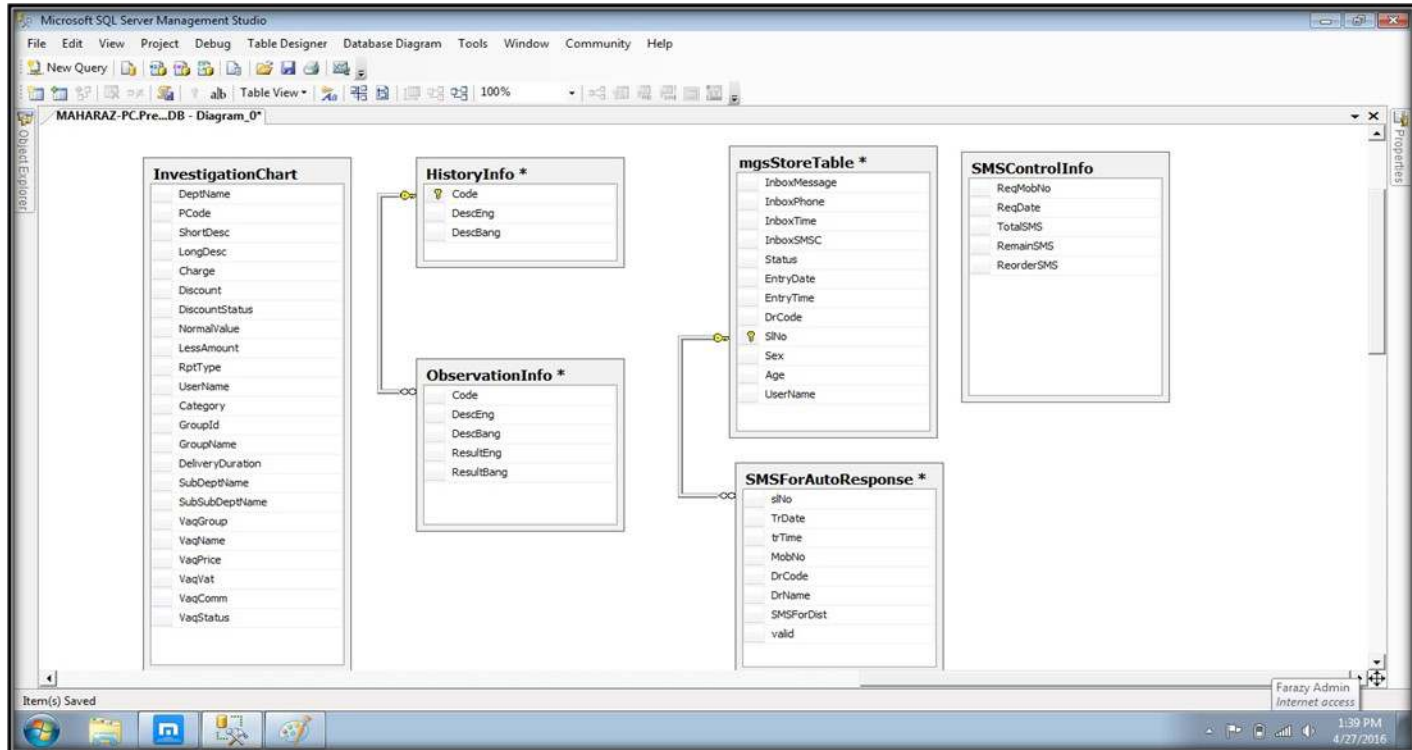 Microsoft SQL Server Management Studio
File Edit View Project Debug Table Designer Database Diagram Tools Window Community Help
New Query
ab Table View 100%
MAHARAZ-PC.Pre...DB - Diagram_0*
Object Explorer
Properties
InvestigationChart
DeptName
PCode
ShortDesc
LongDesc
Charge
Discount
DiscountStatus
NormalValue
LessAmount
RptType
UserName
Category
GroupId
GroupName
DeliveryDuration
SubDeptName
SubSubDeptName
VaqGroup
VaqName
VaqPrice
VaqVat
VaqComm
VaqStatus
HistoryInfo *
Code
DescEng
DescBang
ObservationInfo *
Code
DescEng
DescBang
ResultEng
ResultBang
mgsStoreTable *
InboxMessage
InboxPhone
InboxTime
InboxSMSC
Status
EntryDate
EntryTime
DrCode
SlNo
Sex
Age
UserName
SMSForAutoResponse *
slNo
TrDate
trTime
MobNo
DrCode
DrName
SMSForDist
valid
SMSControlInfo
ReqMobNo
ReqDate
TotalSMS
RemainSMS
ReorderSMS
Item(s) Saved
Farazy Admin
Internet access
1:39 PM
4/27/2016